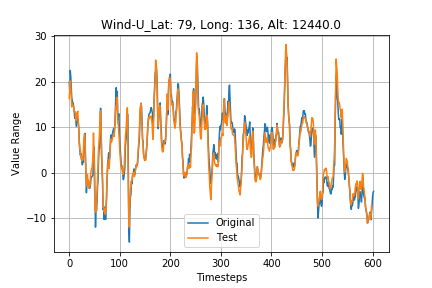 Wind-U_Lat: 79, Long: 136, Alt: 12440.0
Value Range
30
20
10
0
−10
Original
Test
0 100 200 300 400 500 600
Timesteps